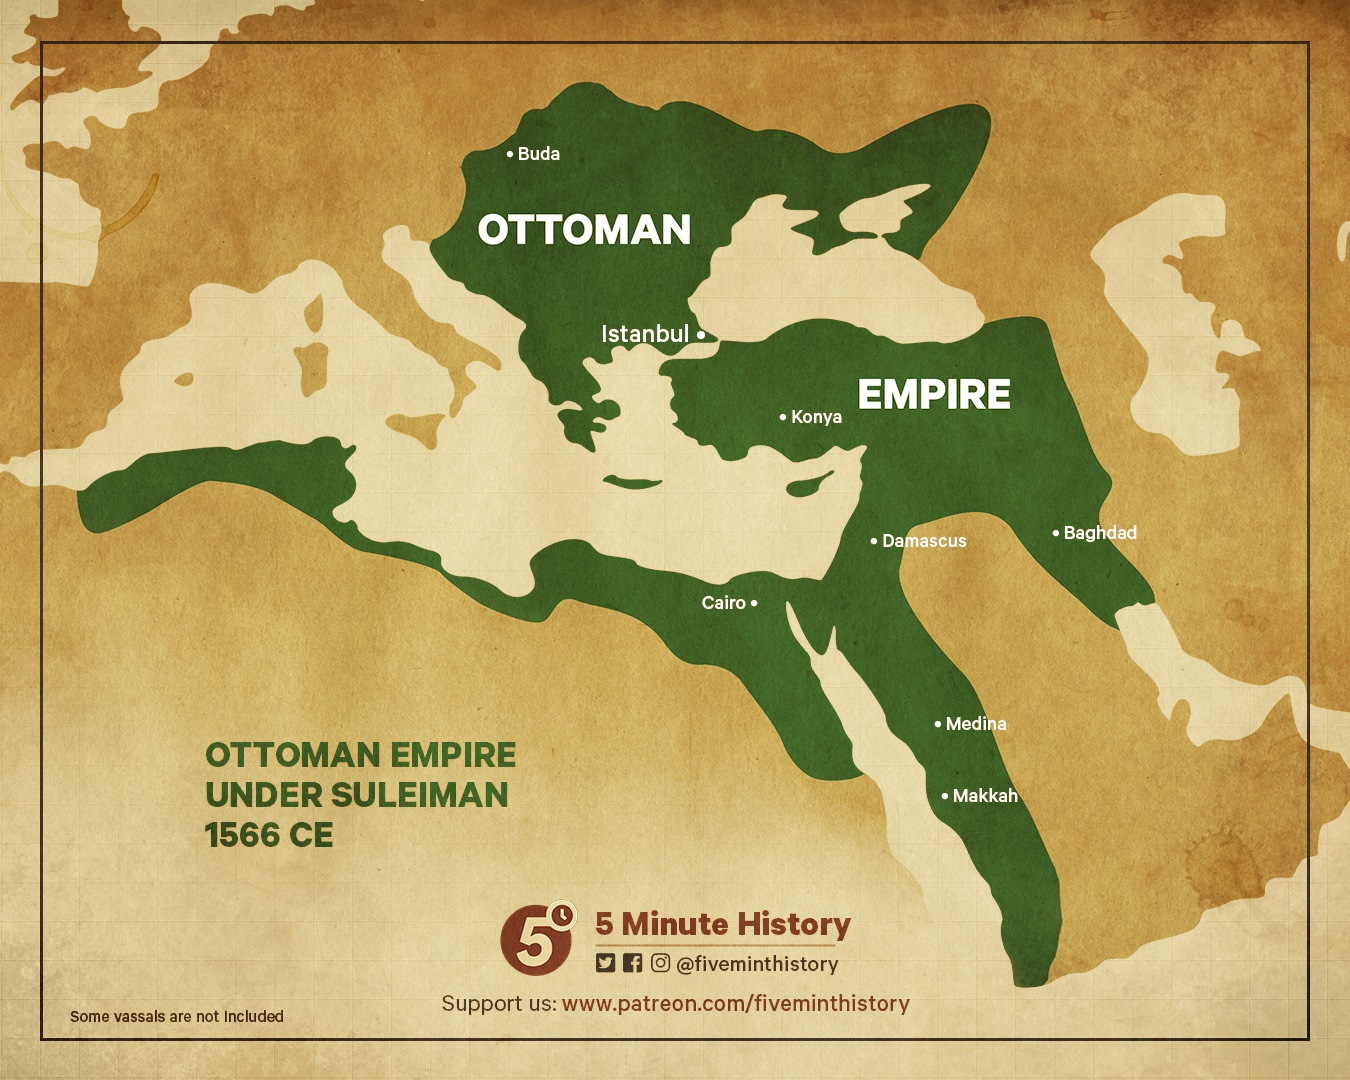 Buda
OTTOMAN
Istanbul
EMPIRE
Konya
Baghdad
Damascus
Cairo
Medina
Makkah
OTTOMAN EMPIRE
UNDER SULEIMAN
1566 CE
5
5 Minute History
@fiveminthistory
Support us: www.patreon.com/fiveminthistory
Some vassals are not included